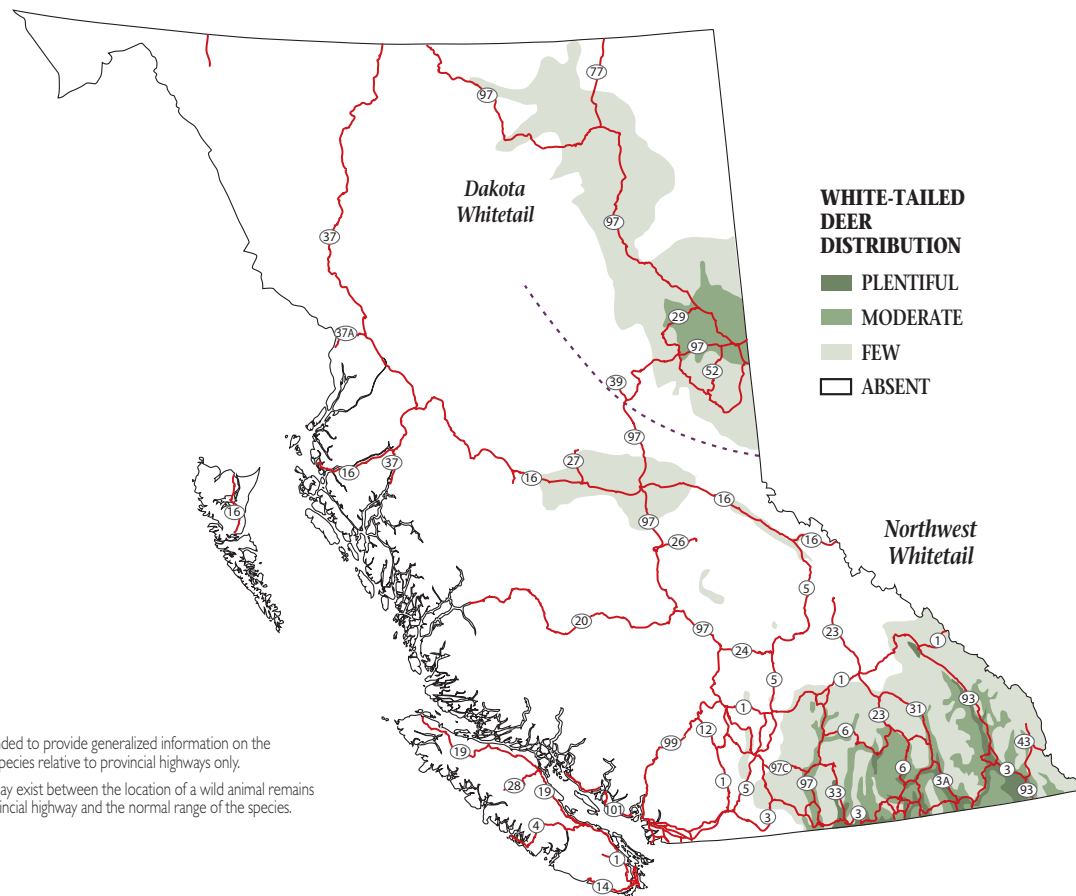 77
97
Dakota
Whitetail
WHITE-TAILED
DEER
DISTRIBUTION
PLENTIFUL
MODERATE
FEW
ABSENT
97
37
29
37A
97
52
39
97
27
37
16
16
16
16
97
26
16
Northwest
Whitetail
5
20
97
23
24
1
5
1
93
1
31
23
12
99
6
43
19
97C
6
3
nded to provide generalized information on the
pecies relative to provincial highways only.
ay exist between the location of a wild animal remains
vincial highway and the normal range of the species.
28
19
1
5
97
33
3A
93
101
3
3
4
1
14